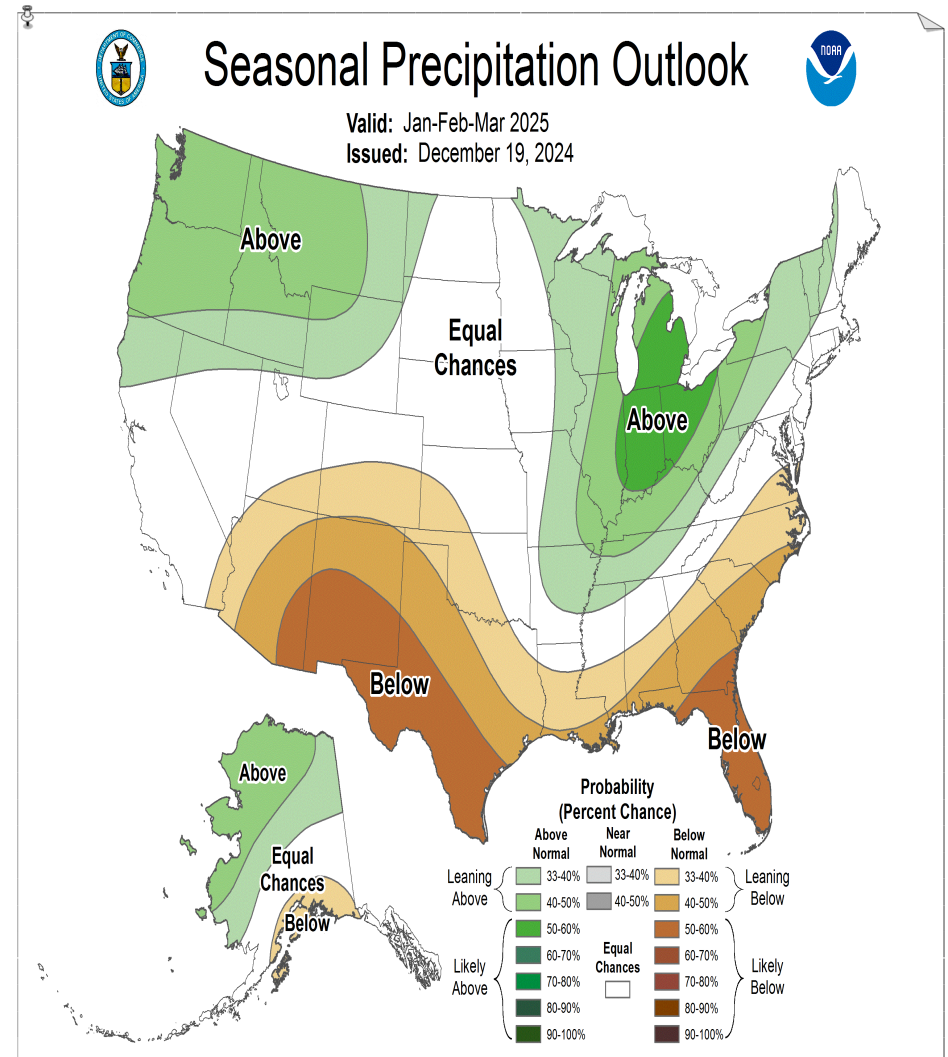 Seasonal Precipitation Outlook
NOAA
Valid: Jan-Feb-Mar 2025
Issued: December 19, 2024
Above
Equal
Chances
Above
Below
Below
Above
Equal
Chances
Below
Probability
(Percent Chance)
Above
Normal
Near
Normal
Below
Normal
Leaning
Above
33-40%
40-50%
33-40%
40-50%
33-40%
40-50%
Leaning
Below
Likely
Above
50-60%
60-70%
70-80%
80-90%
90-100%
Equal
Chances
50-60%
60-70%
70-80%
80-90%
90-100%
Likely
Below